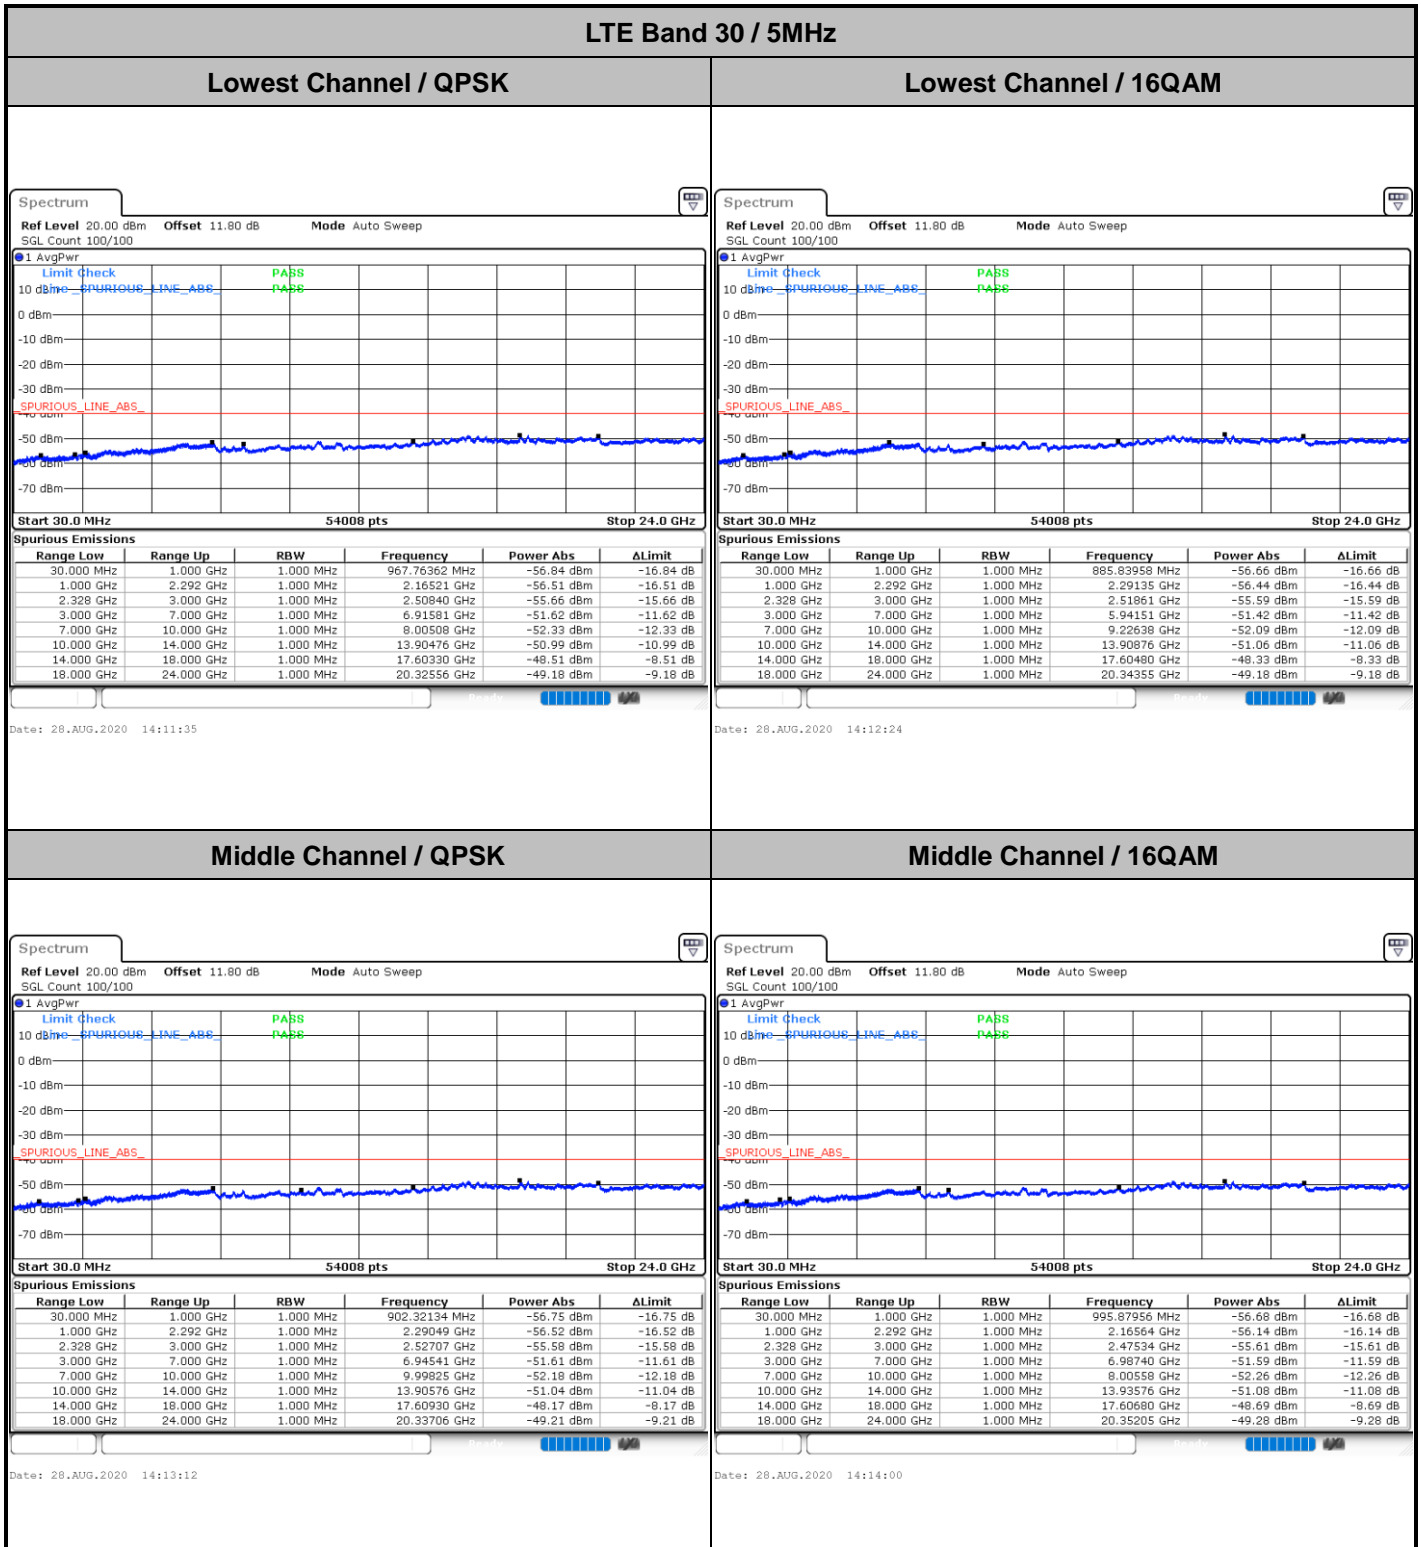 LTE Band 30 / 5MHz
Lowest Channel / QPSK
Lowest Channel / 16QAM
Spectrum
Ref Level 20.00 dBm Offset 11.80 dB Mode Auto Sweep
SGL Count 100/100
1 AvgPwr
Limit Check PASS
Line _SPURIOUS_LINE_ABS_ PASS
10 dBm
0 dBm
-10 dBm
-20 dBm
-30 dBm
_SPURIOUS_LINE_ABS_
-40 dBm
-50 dBm
-60 dBm
-70 dBm
Start 30.0 MHz 54008 pts Stop 24.0 GHz
Spurious Emissions
Range Low Range Up RBW Frequency Power Abs ΔLimit
30.000 MHz 1.000 GHz 1.000 MHz 967.76362 MHz -56.84 dBm -16.84 dB
1.000 GHz 2.292 GHz 1.000 MHz 2.16521 GHz -56.51 dBm -16.51 dB
2.328 GHz 3.000 GHz 1.000 MHz 2.50840 GHz -55.66 dBm -15.66 dB
3.000 GHz 7.000 GHz 1.000 MHz 6.91581 GHz -51.62 dBm -11.62 dB
7.000 GHz 10.000 GHz 1.000 MHz 8.00508 GHz -52.33 dBm -12.33 dB
10.000 GHz 14.000 GHz 1.000 MHz 13.90476 GHz -50.99 dBm -10.99 dB
14.000 GHz 18.000 GHz 1.000 MHz 17.60330 GHz -48.51 dBm -8.51 dB
18.000 GHz 24.000 GHz 1.000 MHz 20.32556 GHz -49.18 dBm -9.18 dB
Ready
Date: 28.AUG.2020 14:11:35
Spectrum
Ref Level 20.00 dBm Offset 11.80 dB Mode Auto Sweep
SGL Count 100/100
1 AvgPwr
Limit Check PASS
Line _SPURIOUS_LINE_ABS_ PASS
10 dBm
0 dBm
-10 dBm
-20 dBm
-30 dBm
_SPURIOUS_LINE_ABS_
-40 dBm
-50 dBm
-60 dBm
-70 dBm
Start 30.0 MHz 54008 pts Stop 24.0 GHz
Spurious Emissions
Range Low Range Up RBW Frequency Power Abs ΔLimit
30.000 MHz 1.000 GHz 1.000 MHz 885.83958 MHz -56.66 dBm -16.66 dB
1.000 GHz 2.292 GHz 1.000 MHz 2.29135 GHz -56.44 dBm -16.44 dB
2.328 GHz 3.000 GHz 1.000 MHz 2.51861 GHz -55.59 dBm -15.59 dB
3.000 GHz 7.000 GHz 1.000 MHz 5.94151 GHz -51.42 dBm -11.42 dB
7.000 GHz 10.000 GHz 1.000 MHz 9.22638 GHz -52.09 dBm -12.09 dB
10.000 GHz 14.000 GHz 1.000 MHz 13.90876 GHz -51.06 dBm -11.06 dB
14.000 GHz 18.000 GHz 1.000 MHz 17.60480 GHz -48.33 dBm -8.33 dB
18.000 GHz 24.000 GHz 1.000 MHz 20.34355 GHz -49.18 dBm -9.18 dB
Ready
Date: 28.AUG.2020 14:12:24
Middle Channel / QPSK
Middle Channel / 16QAM
Spectrum
Ref Level 20.00 dBm Offset 11.80 dB Mode Auto Sweep
SGL Count 100/100
1 AvgPwr
Limit Check PASS
Line _SPURIOUS_LINE_ABS_ PASS
10 dBm
0 dBm
-10 dBm
-20 dBm
-30 dBm
_SPURIOUS_LINE_ABS_
-40 dBm
-50 dBm
-60 dBm
-70 dBm
Start 30.0 MHz 54008 pts Stop 24.0 GHz
Spurious Emissions
Range Low Range Up RBW Frequency Power Abs ΔLimit
30.000 MHz 1.000 GHz 1.000 MHz 902.32134 MHz -56.75 dBm -16.75 dB
1.000 GHz 2.292 GHz 1.000 MHz 2.29049 GHz -56.52 dBm -16.52 dB
2.328 GHz 3.000 GHz 1.000 MHz 2.52707 GHz -55.58 dBm -15.58 dB
3.000 GHz 7.000 GHz 1.000 MHz 6.94541 GHz -51.61 dBm -11.61 dB
7.000 GHz 10.000 GHz 1.000 MHz 9.99825 GHz -52.18 dBm -12.18 dB
10.000 GHz 14.000 GHz 1.000 MHz 13.90576 GHz -51.04 dBm -11.04 dB
14.000 GHz 18.000 GHz 1.000 MHz 17.60930 GHz -48.17 dBm -8.17 dB
18.000 GHz 24.000 GHz 1.000 MHz 20.33706 GHz -49.21 dBm -9.21 dB
Ready
Date: 28.AUG.2020 14:13:12
Spectrum
Ref Level 20.00 dBm Offset 11.80 dB Mode Auto Sweep
SGL Count 100/100
1 AvgPwr
Limit Check PASS
Line _SPURIOUS_LINE_ABS_ PASS
10 dBm
0 dBm
-10 dBm
-20 dBm
-30 dBm
_SPURIOUS_LINE_ABS_
-40 dBm
-50 dBm
-60 dBm
-70 dBm
Start 30.0 MHz 54008 pts Stop 24.0 GHz
Spurious Emissions
Range Low Range Up RBW Frequency Power Abs ΔLimit
30.000 MHz 1.000 GHz 1.000 MHz 995.87956 MHz -56.68 dBm -16.68 dB
1.000 GHz 2.292 GHz 1.000 MHz 2.16564 GHz -56.14 dBm -16.14 dB
2.328 GHz 3.000 GHz 1.000 MHz 2.47534 GHz -55.61 dBm -15.61 dB
3.000 GHz 7.000 GHz 1.000 MHz 6.98740 GHz -51.59 dBm -11.59 dB
7.000 GHz 10.000 GHz 1.000 MHz 8.00558 GHz -52.26 dBm -12.26 dB
10.000 GHz 14.000 GHz 1.000 MHz 13.93576 GHz -51.08 dBm -11.08 dB
14.000 GHz 18.000 GHz 1.000 MHz 17.60680 GHz -48.69 dBm -8.69 dB
18.000 GHz 24.000 GHz 1.000 MHz 20.35205 GHz -49.28 dBm -9.28 dB
Ready
Date: 28.AUG.2020 14:14:00